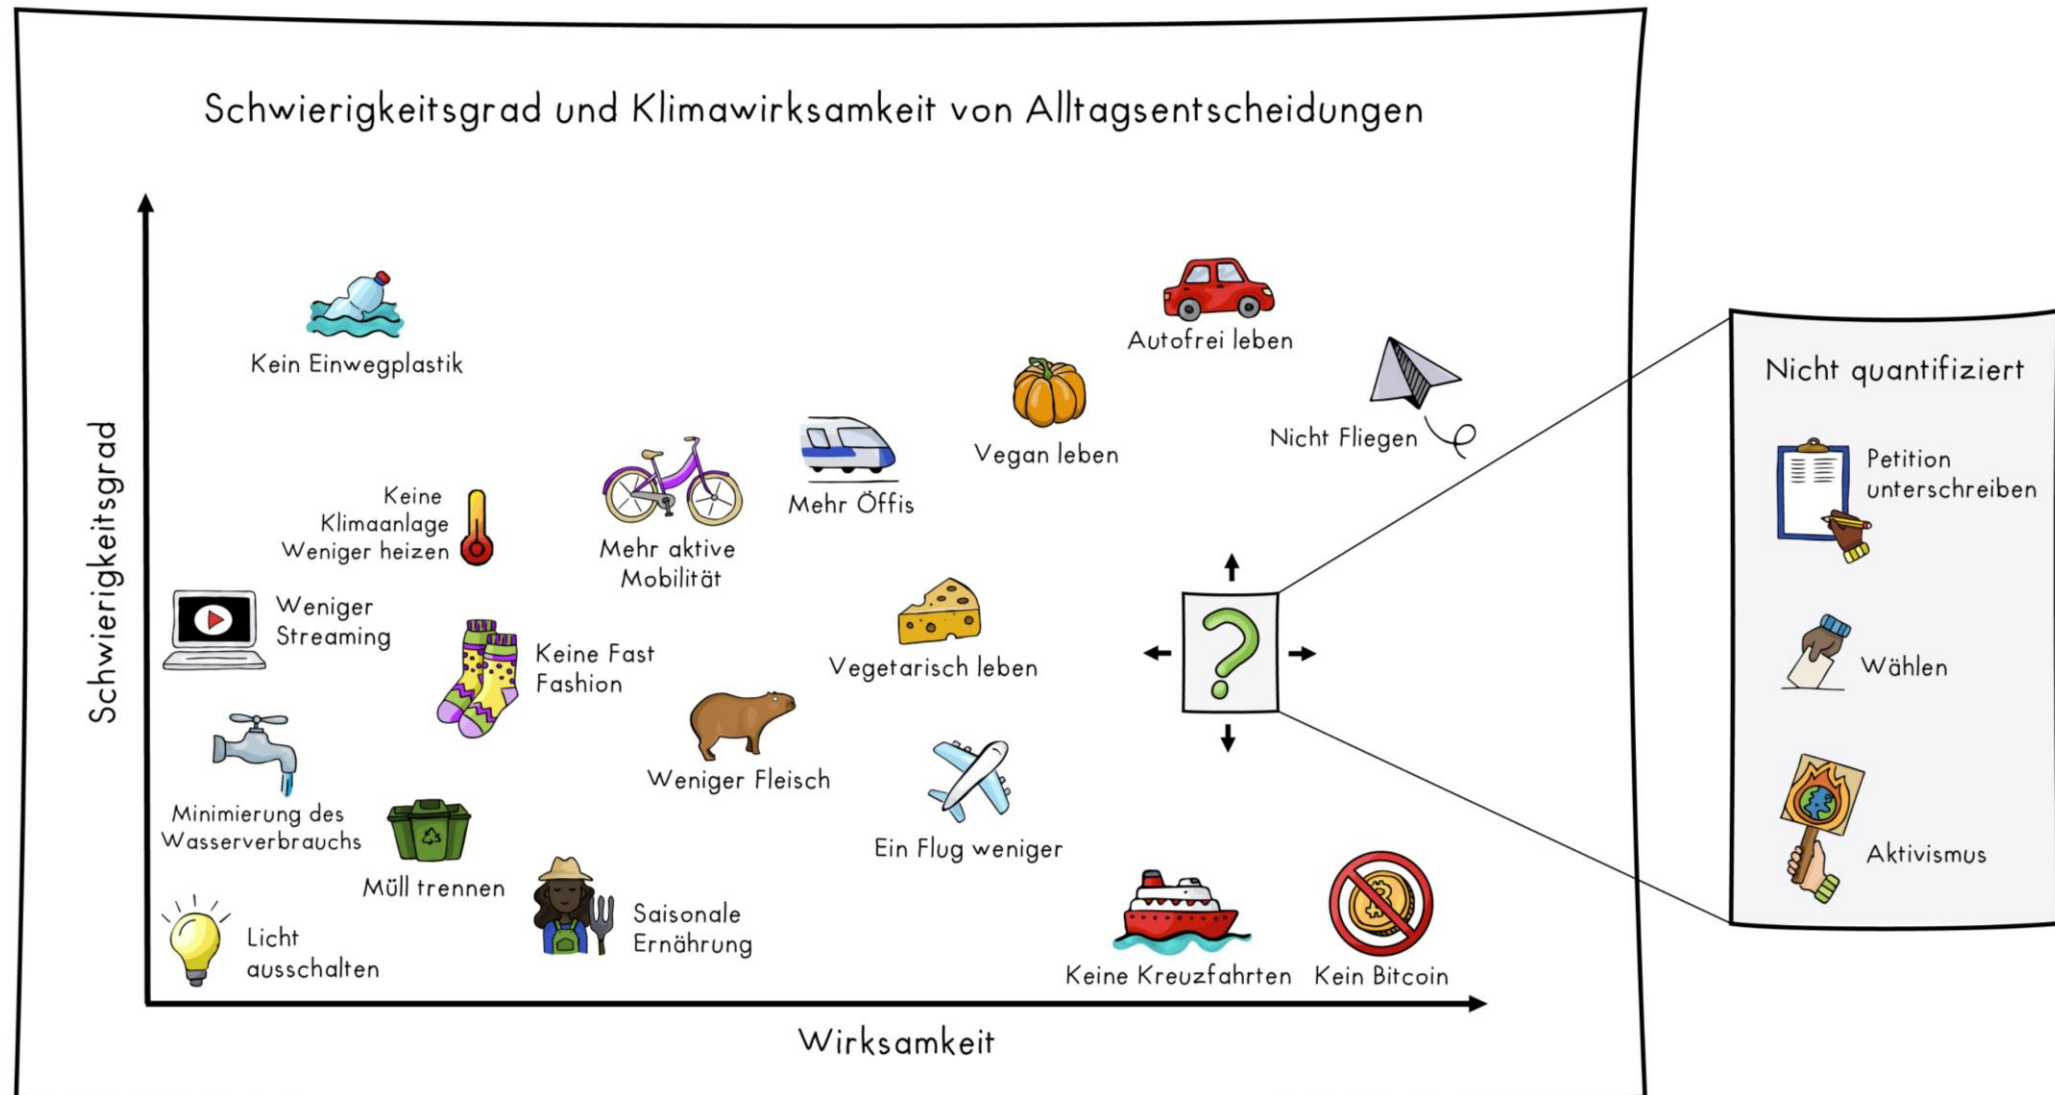 Schwierigkeitsgrad und Klimawirksamkeit von Alltagsentscheidungen
Schwierigkeitsgrad
Kein Einwegplastik
Autofrei leben
Nicht Fliegen
Vegan leben
Mehr Öffis
Keine
Klimaanlage
Weniger heizen
Mehr aktive
Mobilität
Weniger
Streaming
Keine Fast
Fashion
Vegetarisch leben
Weniger Fleisch
Minimierung des
Wasserverbrauchs
Ein Flug weniger
Müll trennen
Saisonale
Ernährung
Licht
ausschalten
Keine Kreuzfahrten
Kein Bitcoin
?
Wirksamkeit
Nicht quantifiziert
Petition
unterschreiben
Wählen
Aktivismus